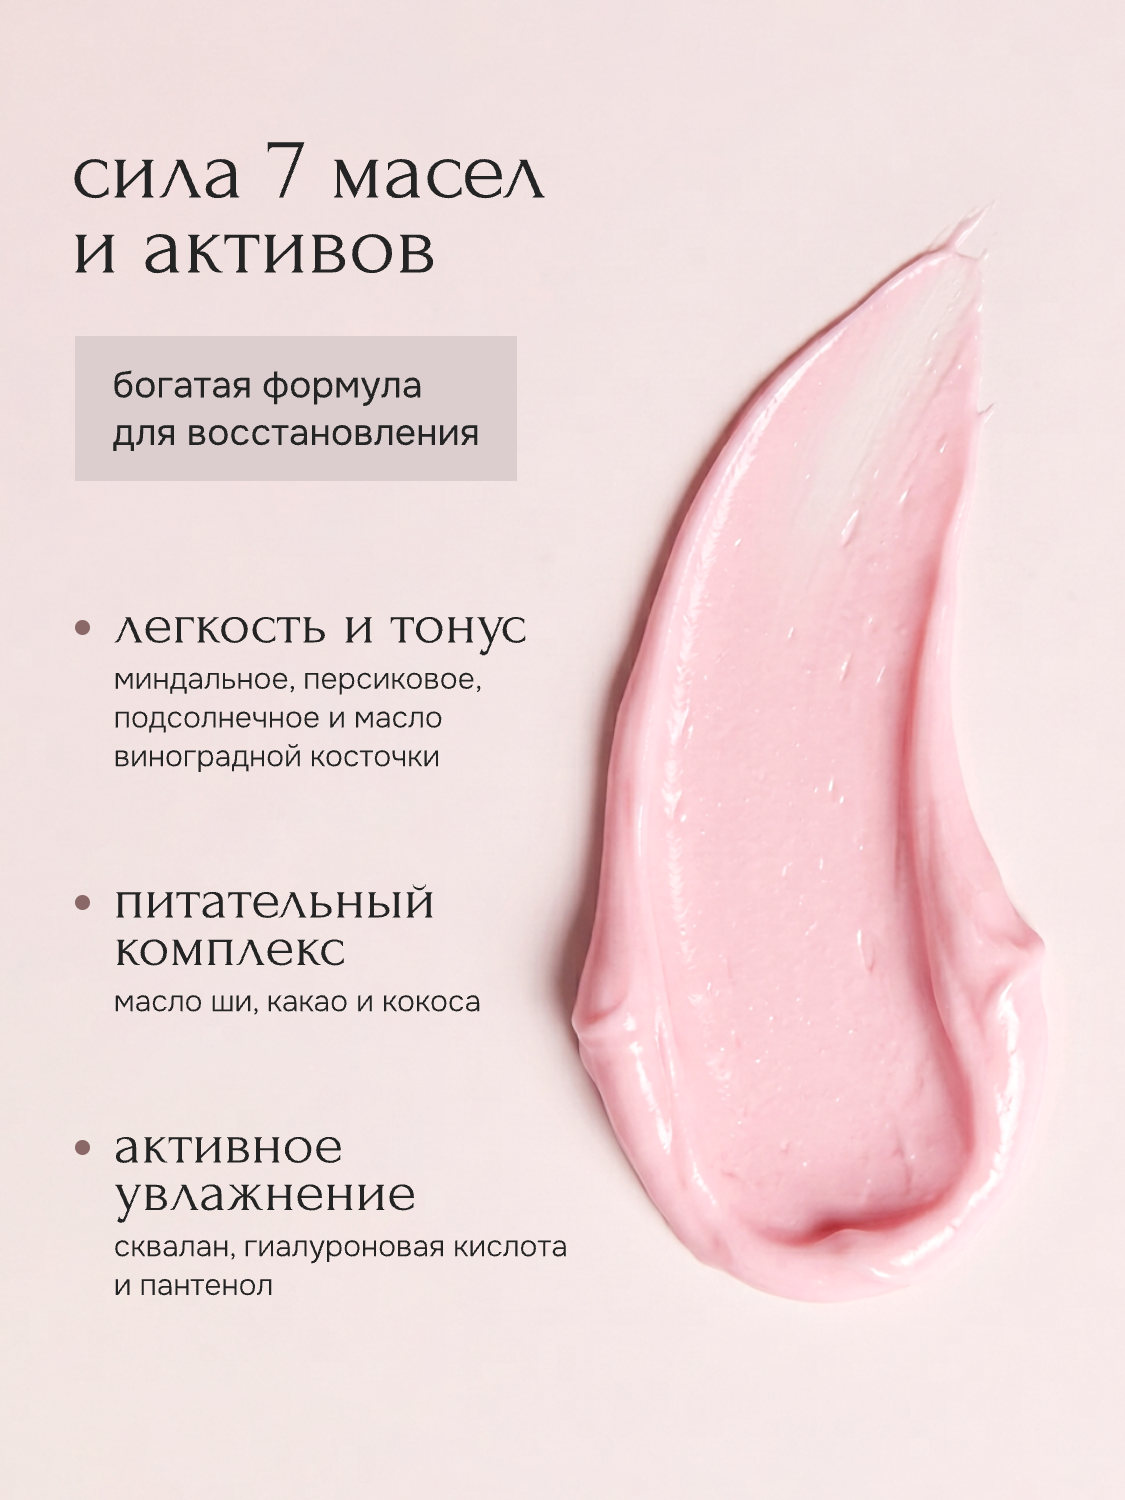 сила 7 масел
и активов
богатая формула
для восстановления
легкость и тонус
миндальное, персиковое,
подсолнечное и масло
виноградной косточки
питательный
комплекс
масло ши, какао и кокоса
активное
увлажнение
сквалан, гиалуроновая кислота
и пантенол